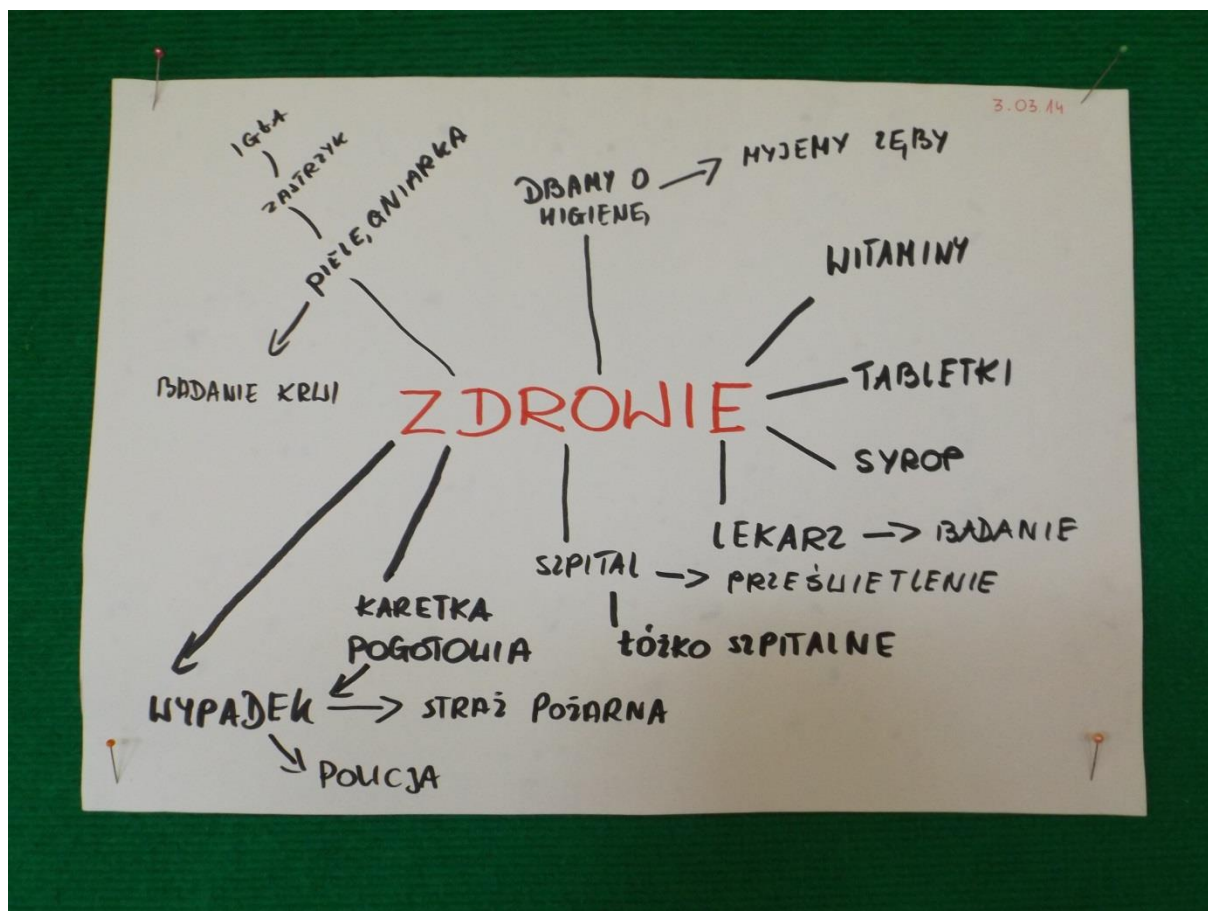 3.03.14
IGŁA
ZASTRZYK
PIELĘGNIARKA
BADANIE KRWI
DBAMY O
HIGIENĘ
MYJEMY ZĘBY
WITAMINY
TABLETKI
SYROP
ZDROWIE
LEKARZ → BADANIE
SZPITAL → PRZEŚWIETLENIE
ŁÓŻKO SZPITALNE
KARETKA
POGOTOWIA
WYPADEK → STRAŻ POŻARNA
POLICJA